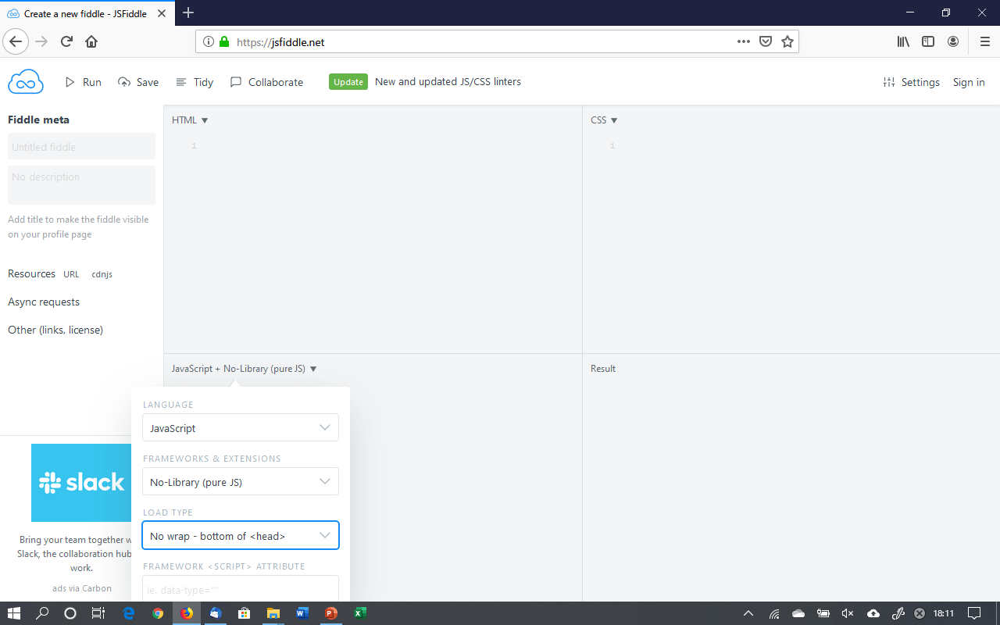 Create a new fiddle - JSFiddle
https://jsfiddle.net
Run
Save
Tidy
Collaborate
Update
New and updated JS/CSS linters
Settings
Sign in
Fiddle meta
Untitled fiddle
No description
Add title to make the fiddle visible
on your profile page
Resources URL cdnjs
Async requests
Other (links, license)
slack
Bring your team together w
Slack, the collaboration hub
work.
ads via Carbon
HTML
1
CSS
1
JavaScript + No-Library (pure JS)
LANGUAGE
JavaScript
FRAMEWORKS & EXTENSIONS
No-Library (pure JS)
LOAD TYPE
No wrap - bottom of <head>
FRAMEWORK <SCRIPT> ATTRIBUTE
ie. data-type=""
Result
18:11